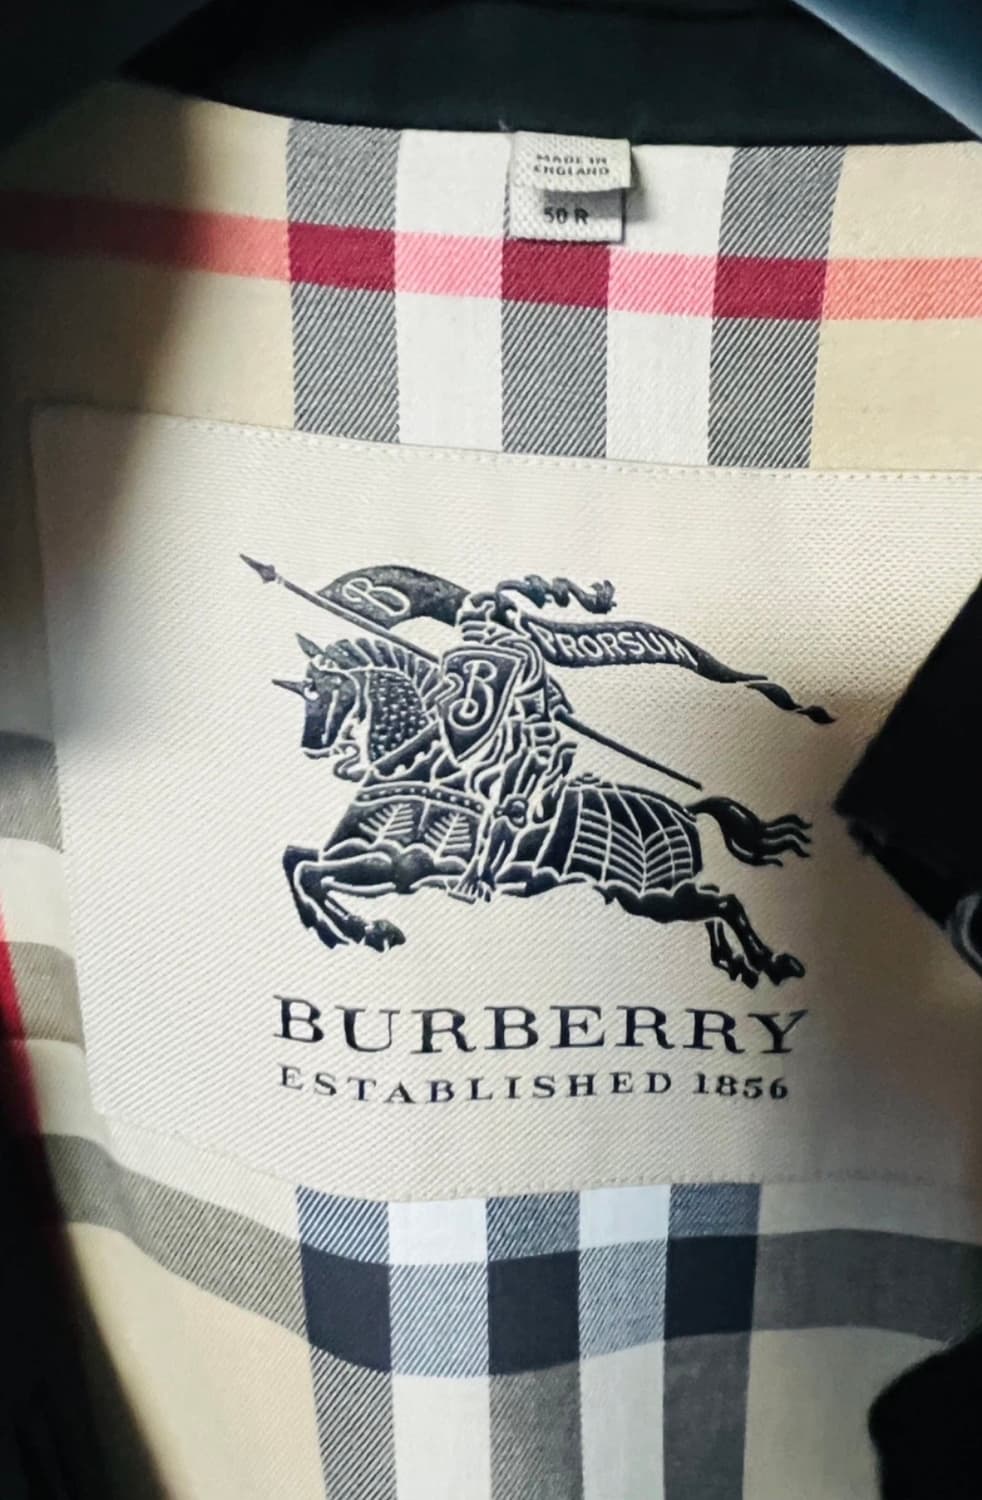 MADE IN
ENGLAND
50 R
B
PRORSUM
B
BURBERRY
ESTABLISHED 1856